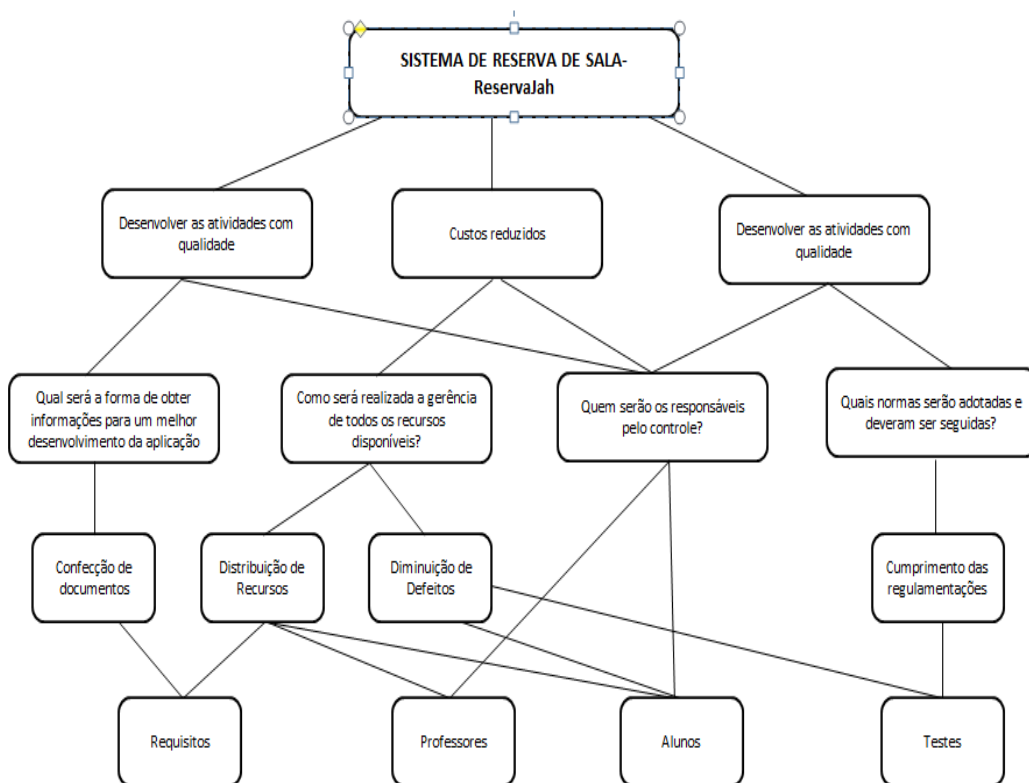 SISTEMA DE RESERVA DE SALA-
ReservaJah
Desenvolver as atividades com
qualidade
Custos reduzidos
Desenvolver as atividades com
qualidade
Qual será a forma de obter
informações para um melhor
desenvolvimento da aplicação
Como será realizada a gerência
de todos os recursos
disponíveis?
Quem serão os responsáveis
pelo controle?
Quais normas serão adotadas e
deveram ser seguidas?
Confecção de
documentos
Distribuição de
Recursos
Diminuição de
Defeitos
Cumprimento das
regulamentações
Requisitos
Professores
Alunos
Testes